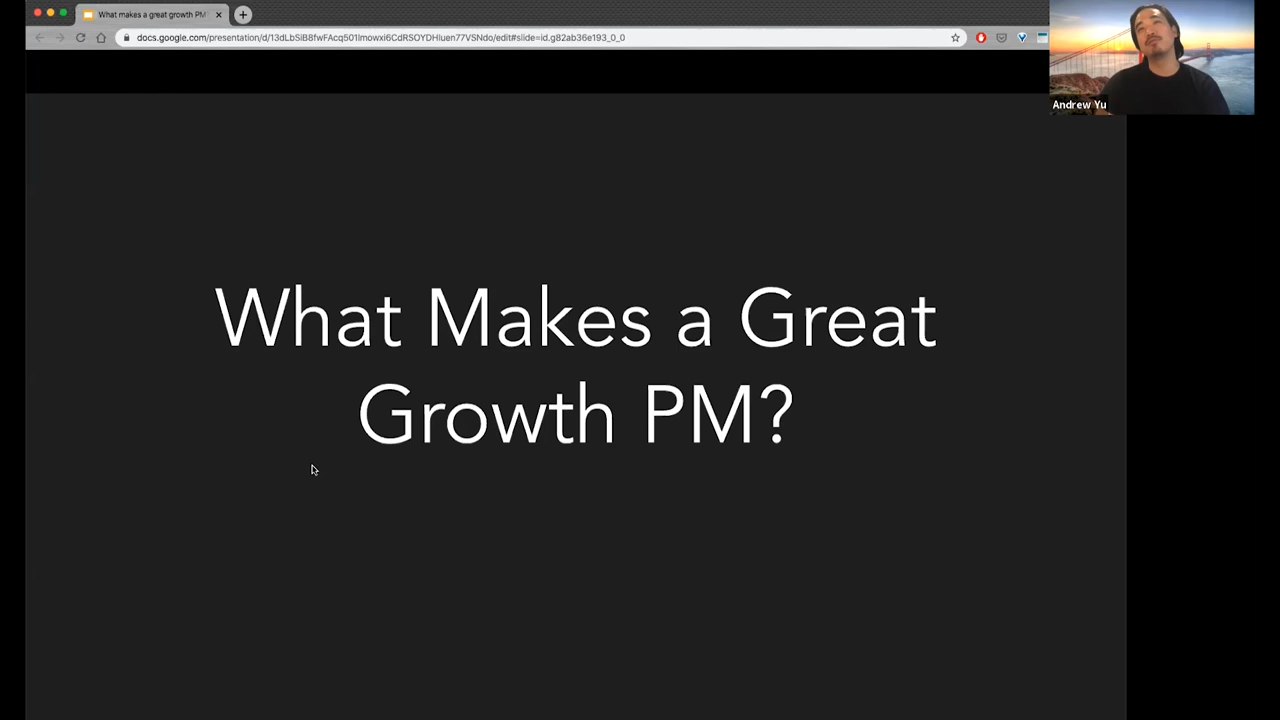 What makes a great growth PM
docs.google.com/presentation/d/13dLbSiB8fwFAcq501lmowxi6CdRSOYDHluen77VSNdo/edit#slide=id.g82ab36e193_0_0
Andrew Yu
What Makes a Great
Growth PM?